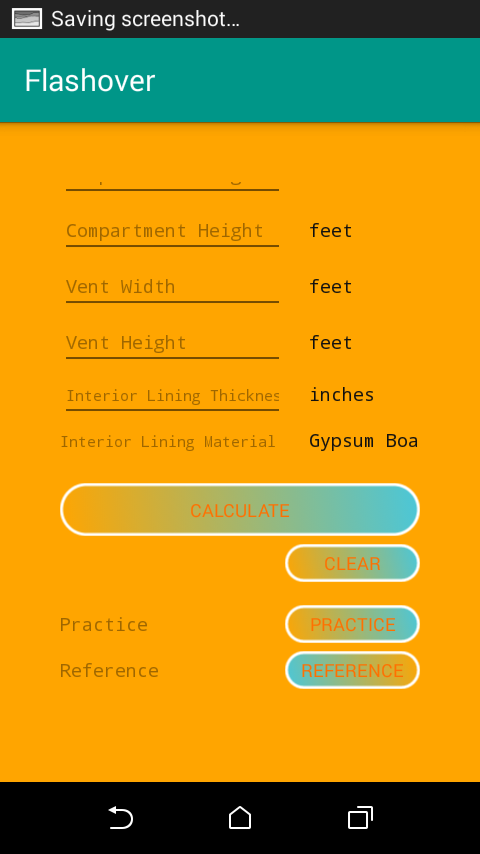 Saving screenshot...
Flashover
Compartment Height feet
Vent Width feet
Vent Height feet
Interior Lining Thicknes inches
Interior Lining Material Gypsum Boa
CALCULATE
CLEAR
Practice PRACTICE
Reference REFERENCE